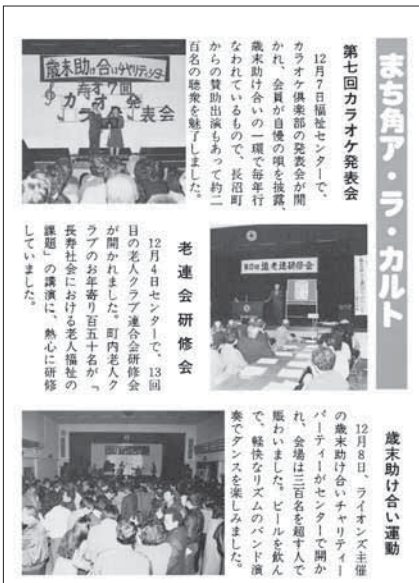 まち角ア・ラ・カルト
第七回カラオケ発表会
12月7日福祉センターで、
カラオケ倶楽部の発表会が開
かれ、会員が自慢の唄を披露、
歳末助け合いの一環で毎年行
なわれているもので、長沼町
からの賛助出演もあって約二
百名の聴衆を魅了しました。
歳末助け合いチャリティショー
第7回
カラオケ発表会
老連会研修会
12月4日センターで、13回
目の老人クラブ連合会研修会
が開かれました。町内老人ク
ラブのお年寄り百五十名が「
長寿社会における老人福祉の
課題」の講演に、熱心に研修
していました。
歳末助け合い運動
12月8日、ライオンズ主催
の歳末助け合いチャリティー
パーティーがセンターで開か
れ、会場は三百名を超す人で
賑わいました。ビールを飲ん
で、軽快なリズムのバンド演
奏でダンスを楽しみました。